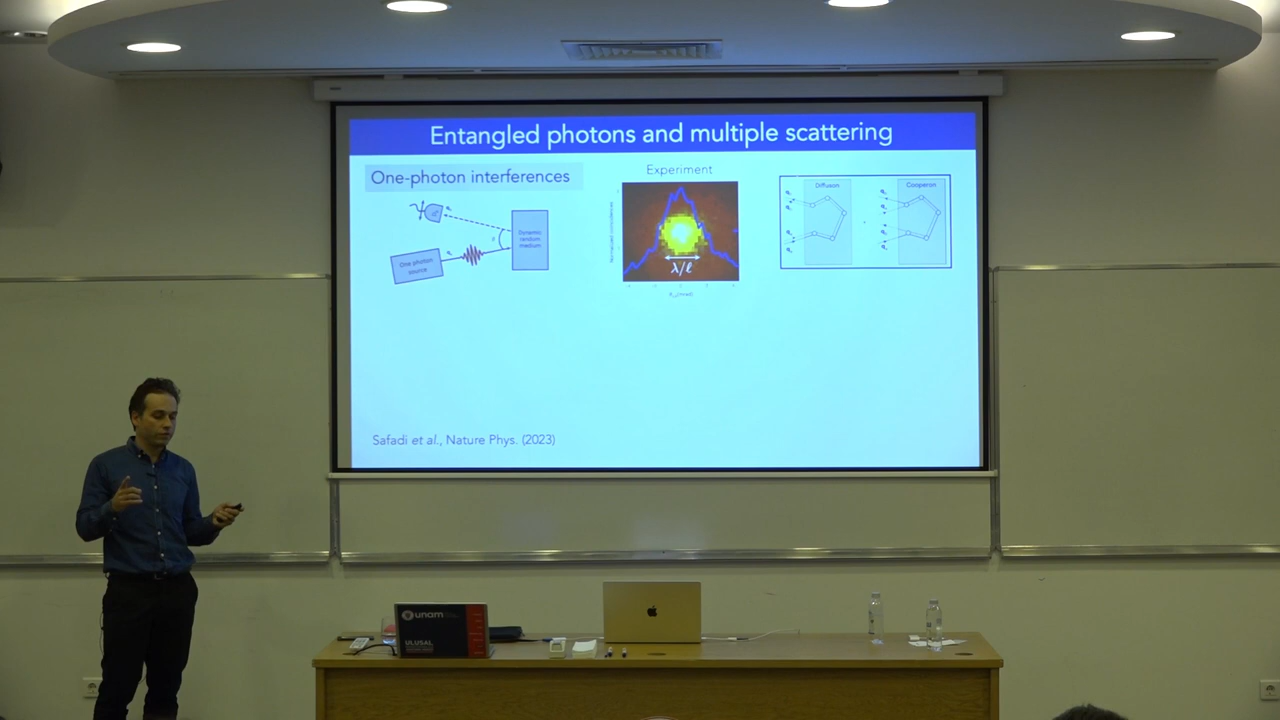 Entangled photons and multiple scattering
One-photon interferences
Experiment
Diffuson
Cooperon
Dynamic
random
medium
One photon
source
λ/ℓ
Safadi et al., Nature Phys. (2023)
unam
ULUSAL